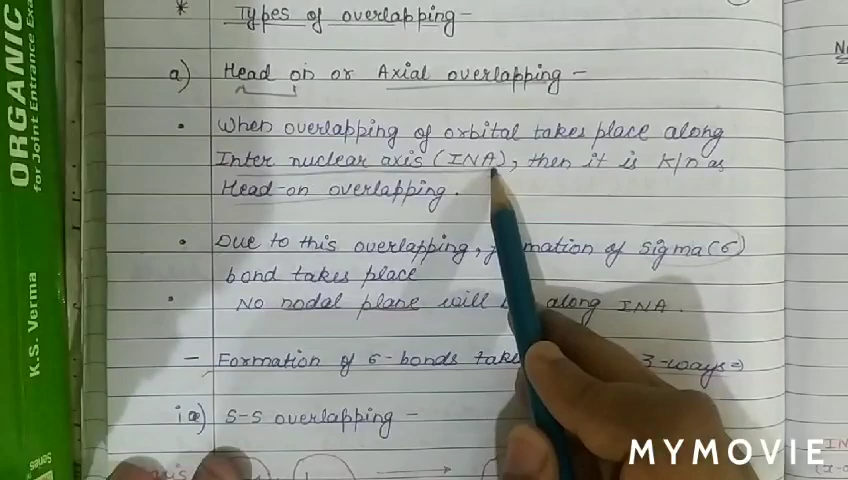 * Types of overlapping -
a) Head on or Axial overlapping -
• When overlapping of orbital takes place along
Inter nuclear axis (INA), then it is k/n as
Head-on overlapping.
• Due to this overlapping, formation of sigma (σ)
bond takes place
• No nodal plane will along INA.
- Formation of σ-bonds 3-ways =)
i a) S-S overlapping -
ORGANIC
for Joint Entrance Exa
K.S. Verma
Series
MYMOVIE